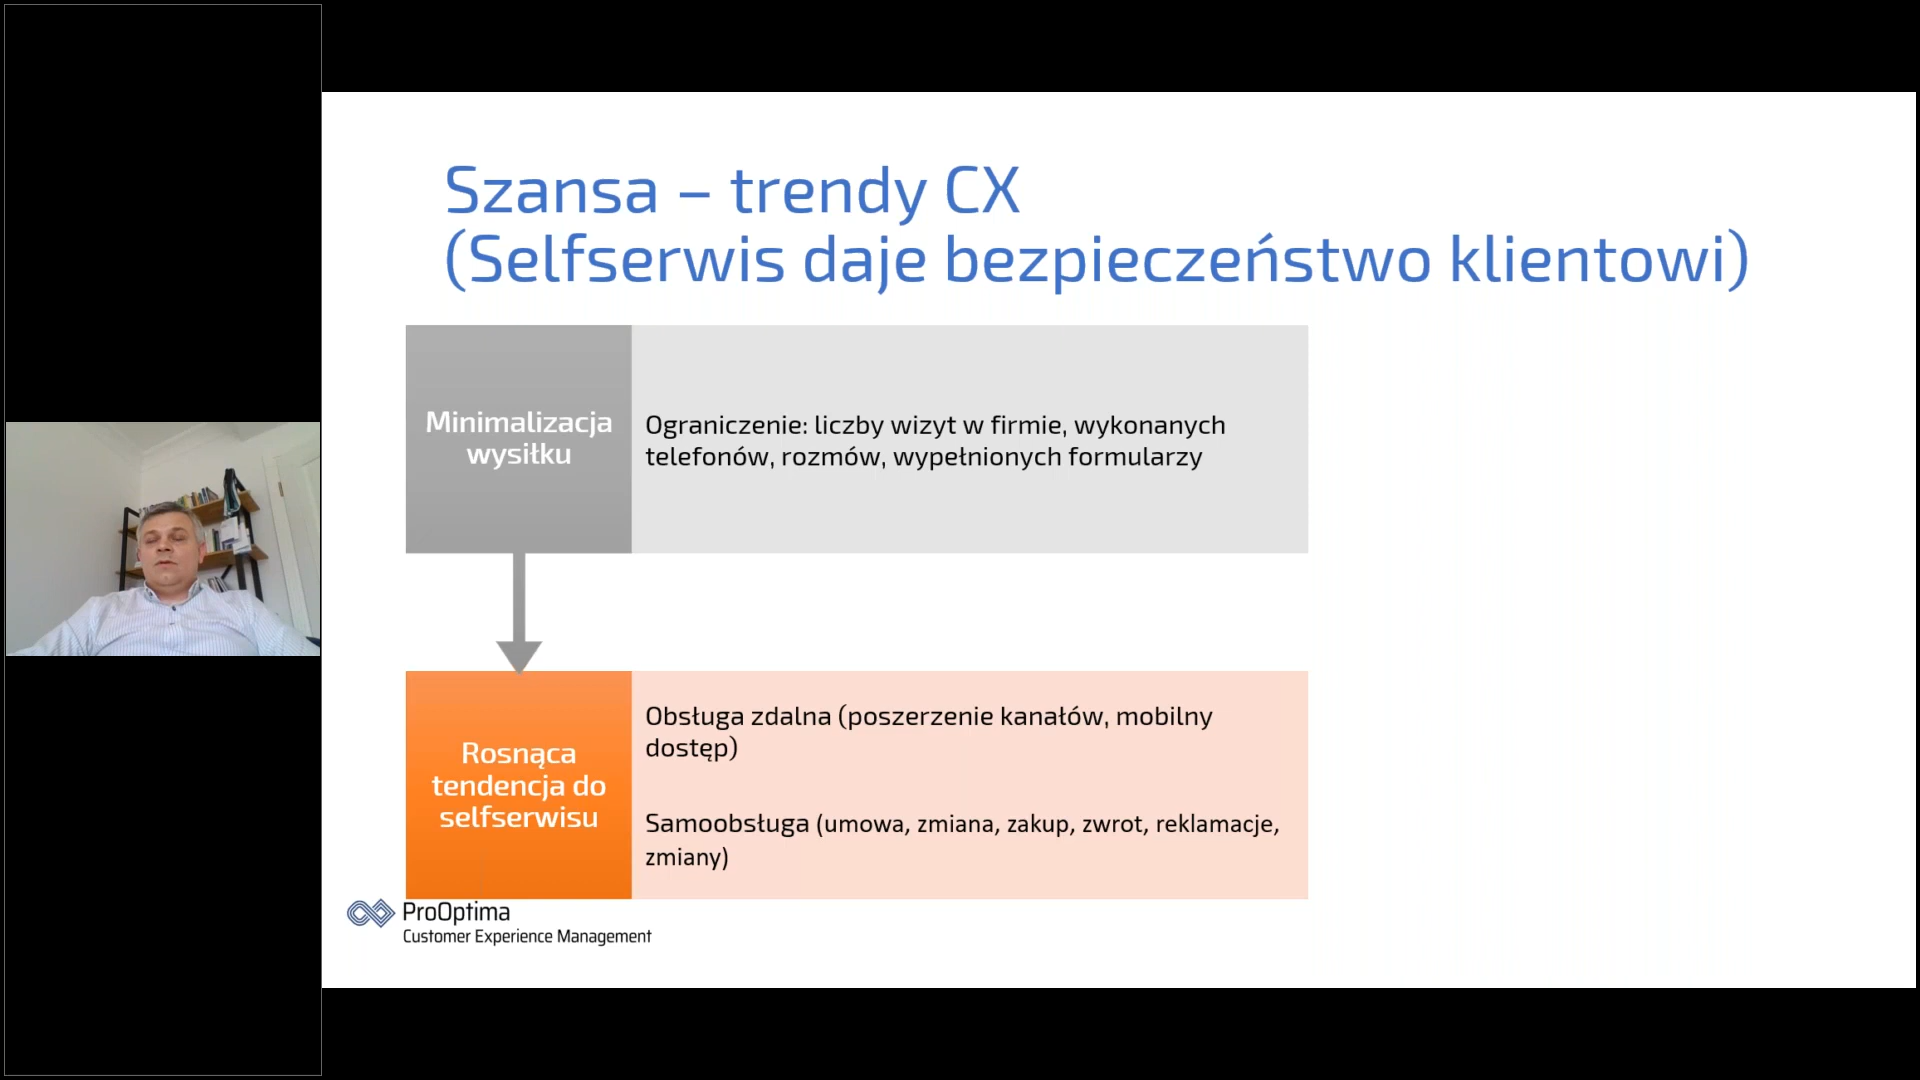 Szansa – trendy CX
(Selfserwis daje bezpieczeństwo klientowi)
Minimalizacja
wysiłku
Ograniczenie: liczby wizyt w firmie, wykonanych
telefonów, rozmów, wypełnionych formularzy
Rosnąca
tendencja do
selfserwisu
Obsługa zdalna (poszerzenie kanałów, mobilny
dostęp)
Samoobsługa (umowa, zmiana, zakup, zwrot, reklamacje,
zmiany)
ProOptima
Customer Experience Management